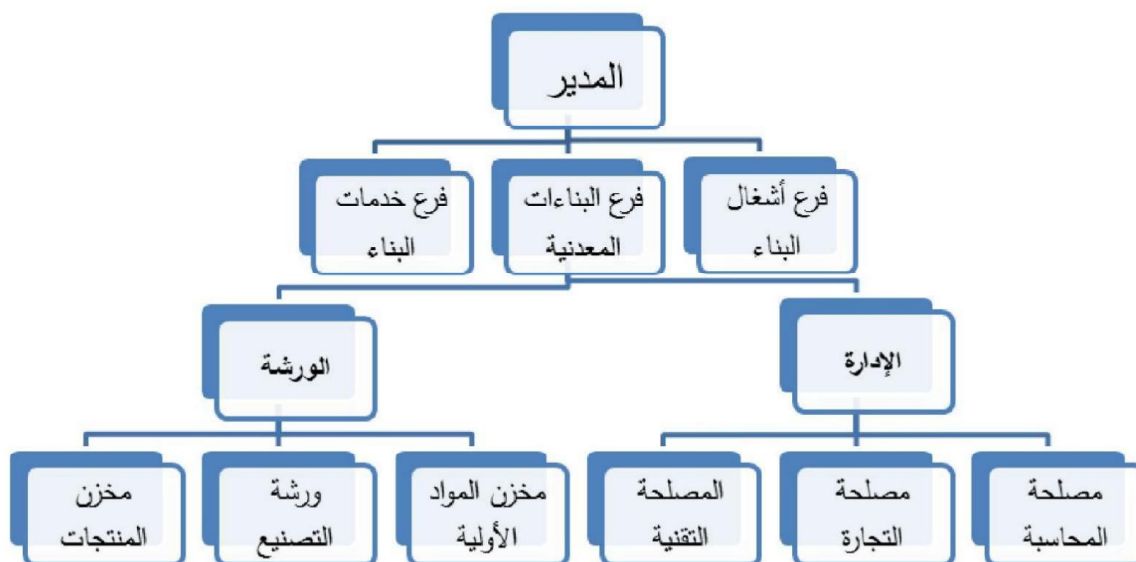 المدير
فرع أشغال
البناء
فرع البناءات
المعدنية
فرع خدمات
البناء
الإدارة
الورشة
مصلحة
المحاسبة
مصلحة
التجارة
المصلحة
التقنية
مخزن المواد
الأولية
ورشة
التصنيع
مخزن
المنتجات